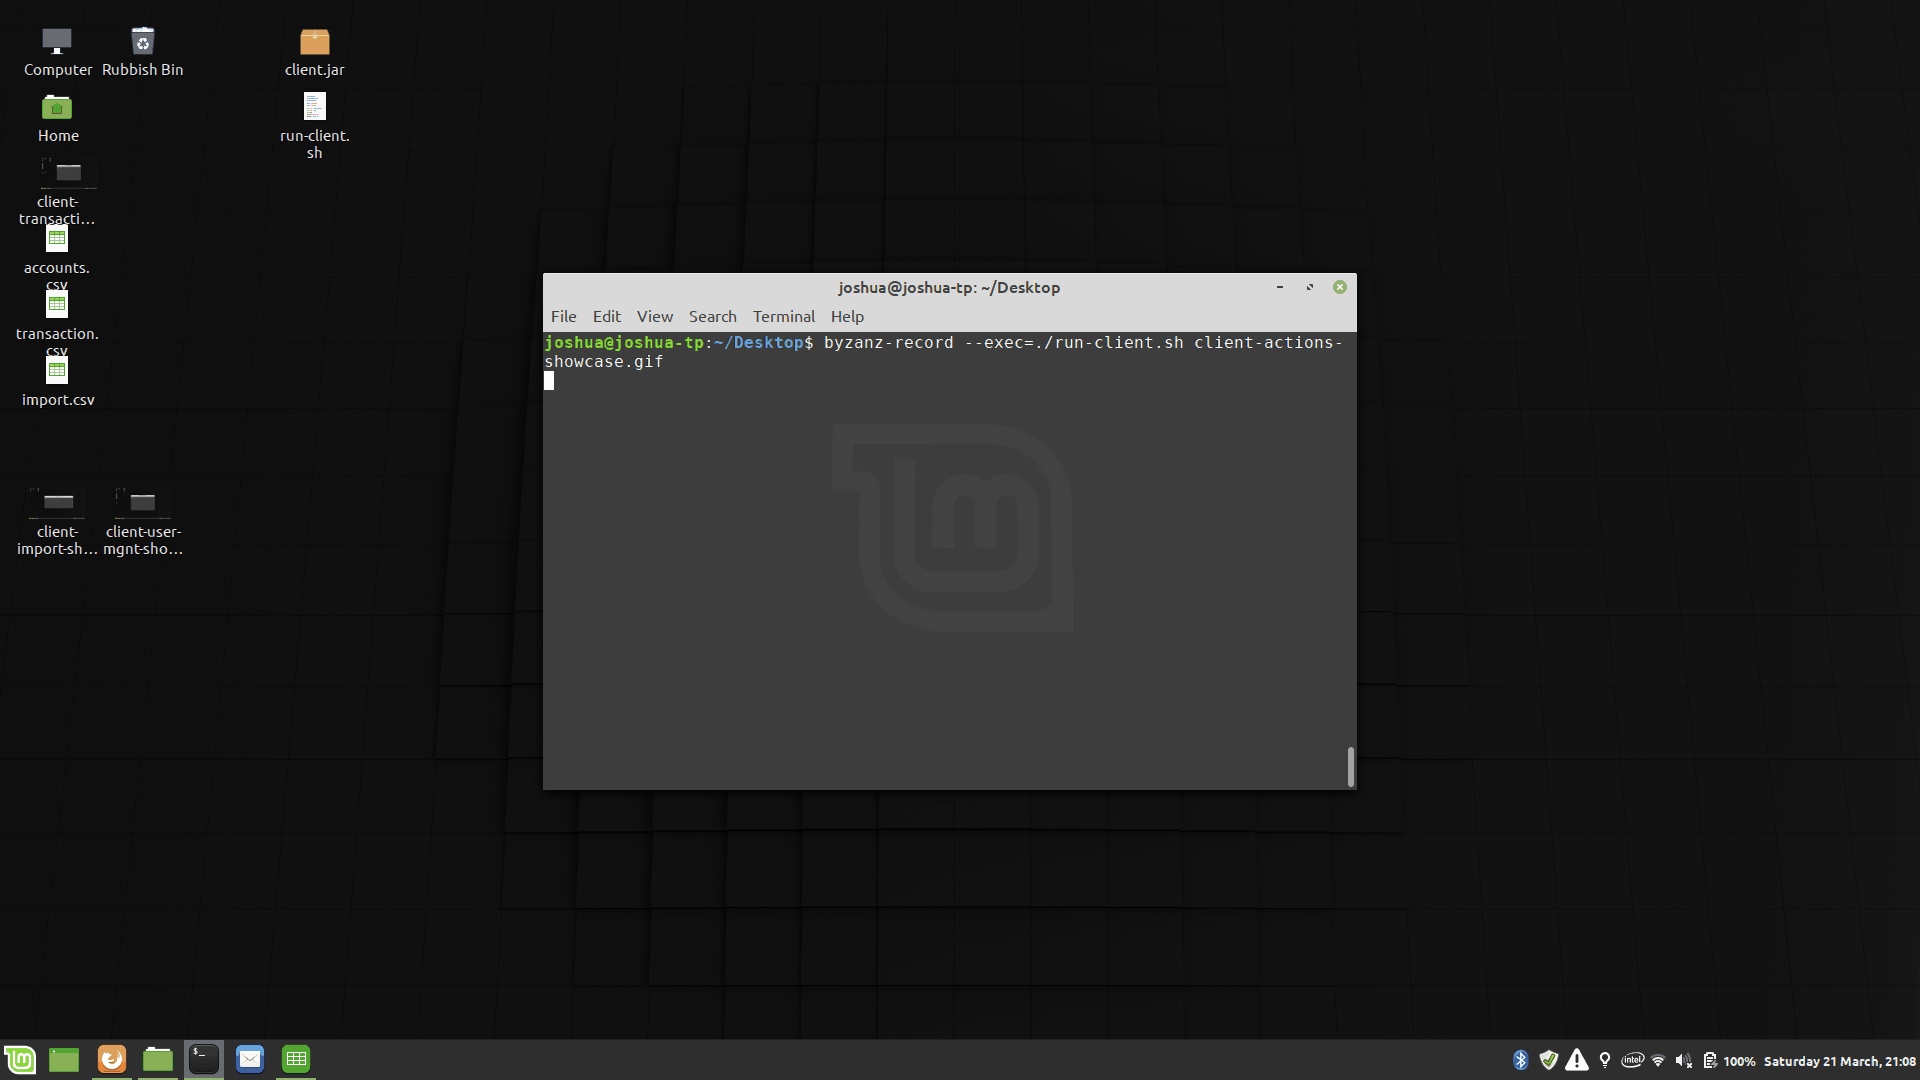 Computer
Rubbish Bin
client.jar
Home
run-client.
sh
client-
transacti...
accounts.
csv
transaction.
csv
import.csv
client-
import-sh...
client-user-
mgnt-sho...
joshua@joshua-tp: ~/Desktop
File Edit View Search Terminal Help
joshua@joshua-tp:~/Desktop$ byzanz-record --exec=./run-client.sh client-actions-
showcase.gif
$_
intel
100% Saturday 21 March, 21:08